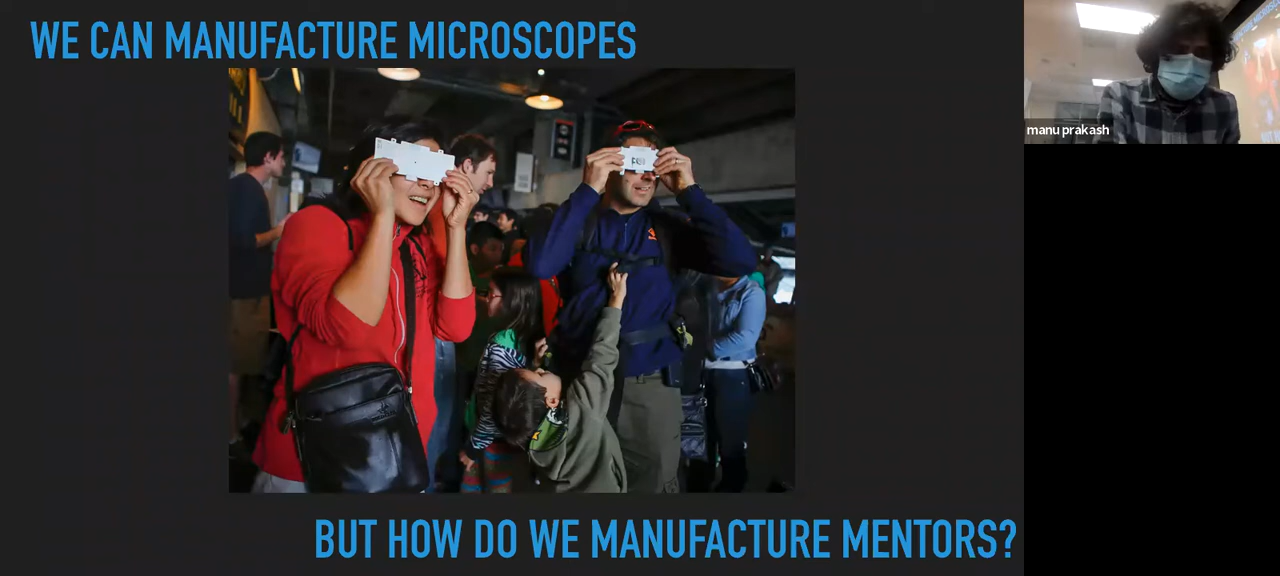 WE CAN MANUFACTURE MICROSCOPES
manu prakash
BUT HOW DO WE MANUFACTURE MENTORS?